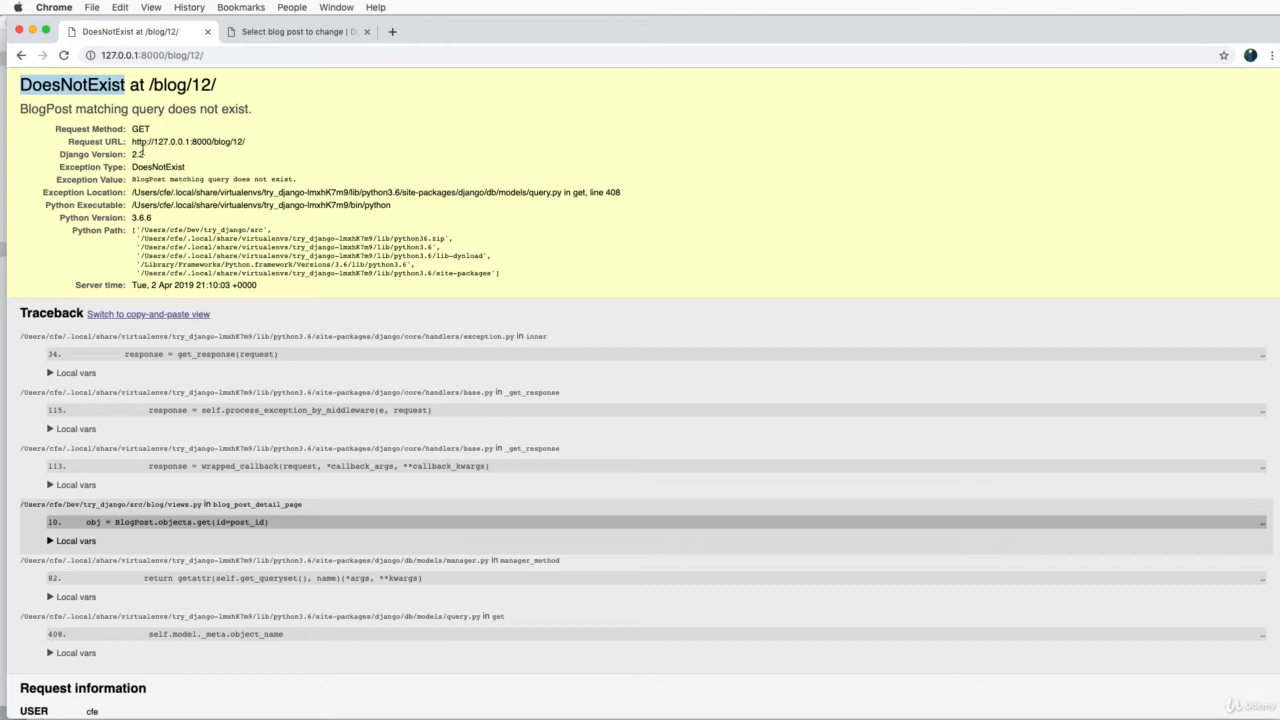 Chrome File Edit View History Bookmarks People Window Help
DoesNotExist at /blog/12/ Select blog post to change | D
127.0.0.1:8000/blog/12/
DoesNotExist at /blog/12/
BlogPost matching query does not exist.
Request Method: GET
Request URL: http://127.0.0.1:8000/blog/12/
Django Version: 2.2
Exception Type: DoesNotExist
Exception Value: BlogPost matching query does not exist.
Exception Location: /Users/cfe/.local/share/virtualenvs/try_django-lmxhK7m9/lib/python3.6/site-packages/django/db/models/query.py in get, line 408
Python Executable: /Users/cfe/.local/share/virtualenvs/try_django-lmxhK7m9/bin/python
Python Version: 3.6.6
Python Path: ['/Users/cfe/Dev/try_django/src',
'/Users/cfe/.local/share/virtualenvs/try_django-lmxhK7m9/lib/python36.zip',
'/Users/cfe/.local/share/virtualenvs/try_django-lmxhK7m9/lib/python3.6',
'/Users/cfe/.local/share/virtualenvs/try_django-lmxhK7m9/lib/python3.6/lib-dynload',
'/Library/Frameworks/Python.framework/Versions/3.6/lib/python3.6',
'/Users/cfe/.local/share/virtualenvs/try_django-lmxhK7m9/lib/python3.6/site-packages']
Server time: Tue, 2 Apr 2019 21:10:03 +0000
Traceback Switch to copy-and-paste view
/Users/cfe/.local/share/virtualenvs/try_django-lmxhK7m9/lib/python3.6/site-packages/django/core/handlers/exception.py in inner
34. response = get_response(request) …
▶ Local vars
/Users/cfe/.local/share/virtualenvs/try_django-lmxhK7m9/lib/python3.6/site-packages/django/core/handlers/base.py in _get_response
115. response = self.process_exception_by_middleware(e, request) …
▶ Local vars
/Users/cfe/.local/share/virtualenvs/try_django-lmxhK7m9/lib/python3.6/site-packages/django/core/handlers/base.py in _get_response
113. response = wrapped_callback(request, *callback_args, **callback_kwargs) …
▶ Local vars
/Users/cfe/Dev/try_django/src/blog/views.py in blog_post_detail_page
10. obj = BlogPost.objects.get(id=post_id) …
▶ Local vars
/Users/cfe/.local/share/virtualenvs/try_django-lmxhK7m9/lib/python3.6/site-packages/django/db/models/manager.py in manager_method
82. return getattr(self.get_queryset(), name)(*args, **kwargs) …
▶ Local vars
/Users/cfe/.local/share/virtualenvs/try_django-lmxhK7m9/lib/python3.6/site-packages/django/db/models/query.py in get
408. self.model._meta.object_name …
▶ Local vars
Request information
USER cfe
Udemy